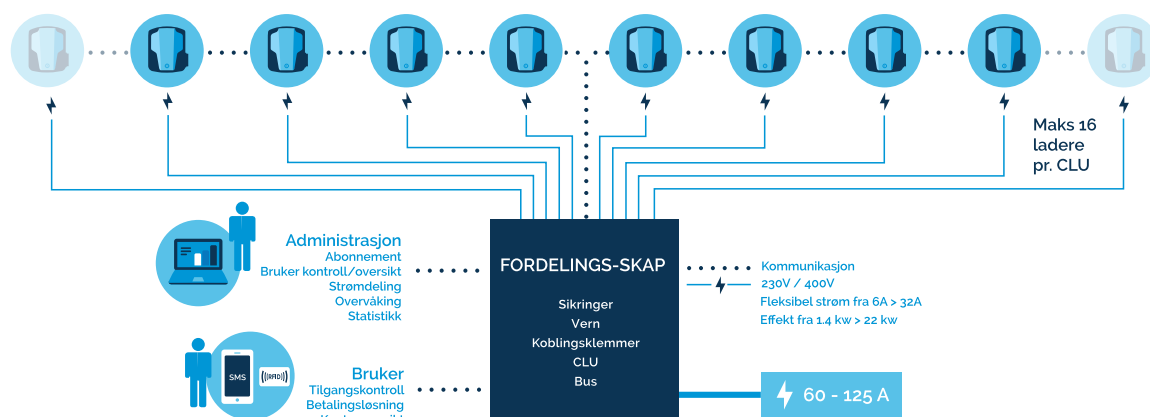 Maks 16
ladere
pr. CLU
Administrasjon
Abonnement
Bruker kontroll/oversikt
Strømdeling
Overvåking
Statistikk
FORDELINGS-SKAP
Sikringer
Vern
Koblingsklemmer
CLU
Bus
Kommunikasjon
230V / 400V
Fleksibel strøm fra 6A > 32A
Effekt fra 1.4 kw > 22 kw
SMS
RFID
Bruker
Tilgangskontroll
Betalingsløsning
60 - 125 A